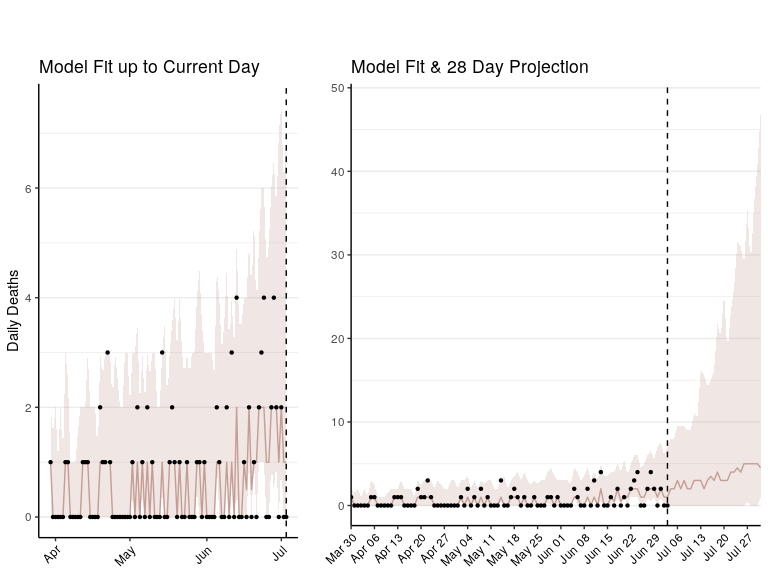 Model Fit up to Current Day
Daily Deaths
6
4
2
0
Apr
May
Jun
Jul
Model Fit & 28 Day Projection
50
40
30
20
10
0
Mar 30
Apr 06
Apr 13
Apr 20
Apr 27
May 04
May 11
May 18
May 25
Jun 01
Jun 08
Jun 15
Jun 22
Jun 29
Jul 06
Jul 13
Jul 20
Jul 27